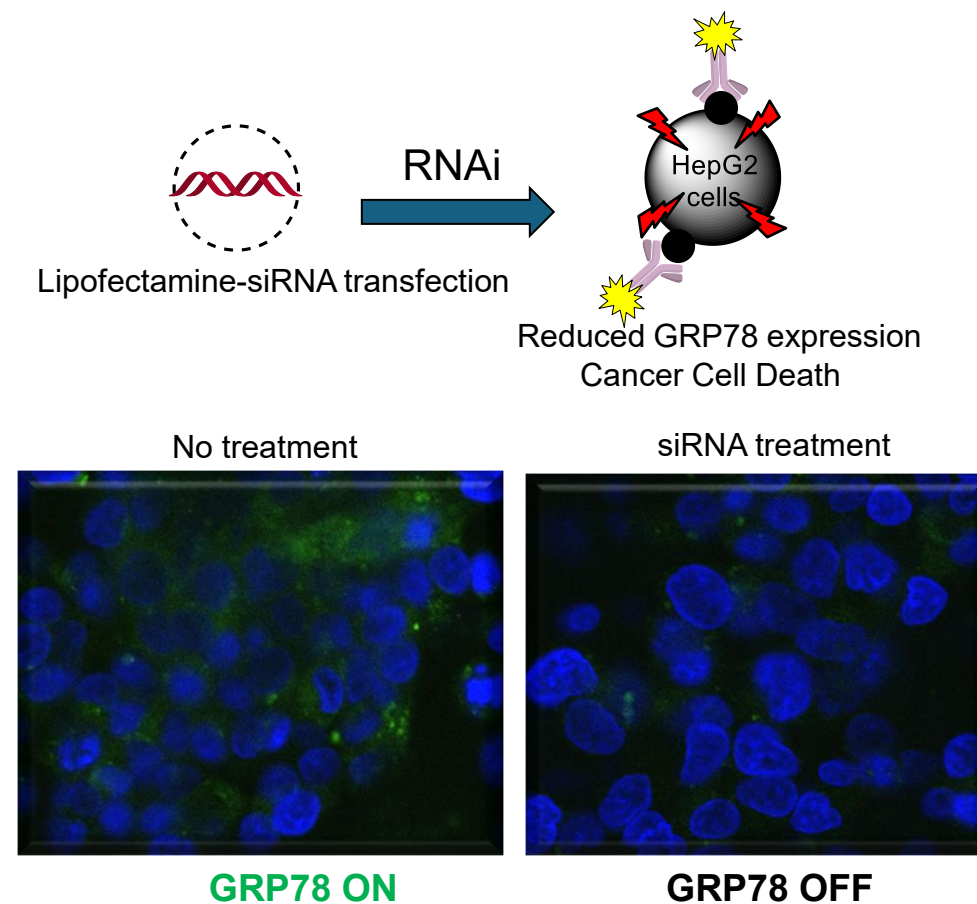 RNAi
HepG2
cells
Lipofectamine-siRNA transfection
Reduced GRP78 expression
Cancer Cell Death
No treatment
siRNA treatment
GRP78 ON
GRP78 OFF